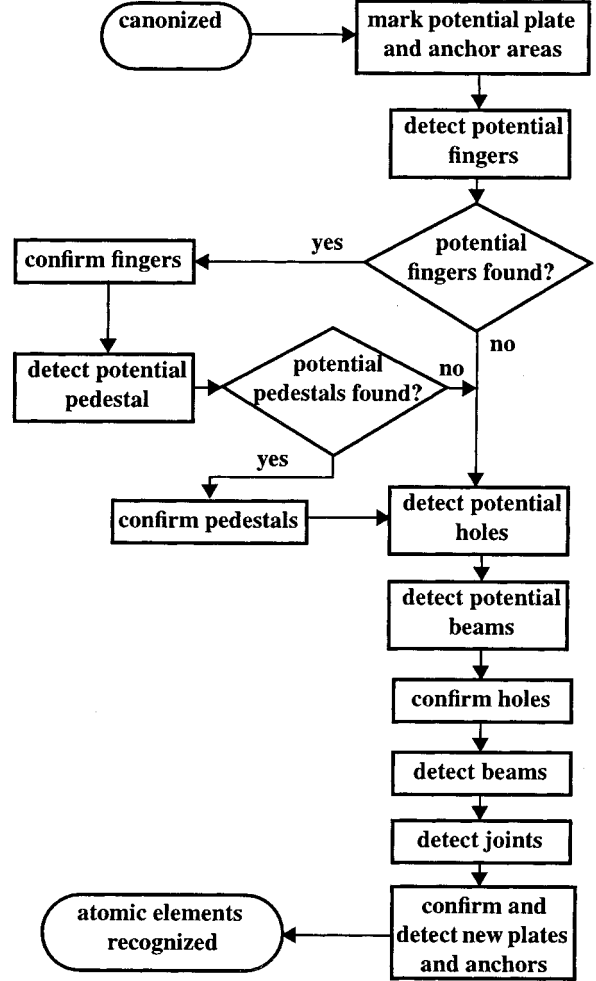 canonized
mark potential plate
and anchor areas
detect potential
fingers
yes
potential
fingers found?
confirm fingers
no
detect potential
pedestal
potential
pedestals found?
no
yes
confirm pedestals
detect potential
holes
detect potential
beams
confirm holes
detect beams
detect joints
confirm and
detect new plates
and anchors
atomic elements
recognized